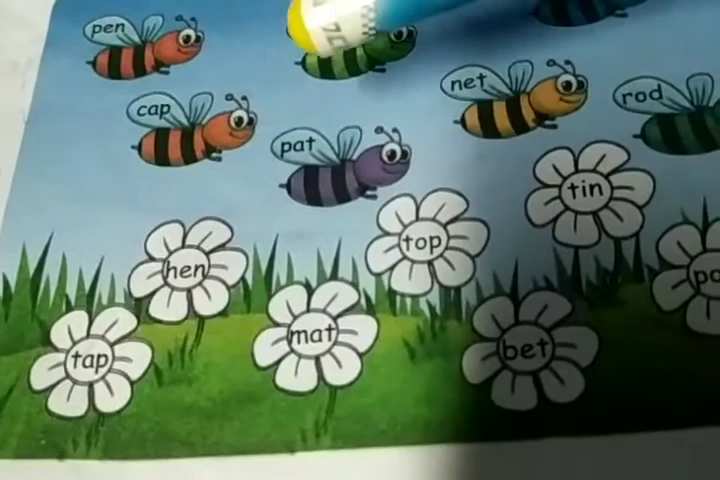 pen
cap
pat
net
rod
tin
top
hen
mat
tap
bet